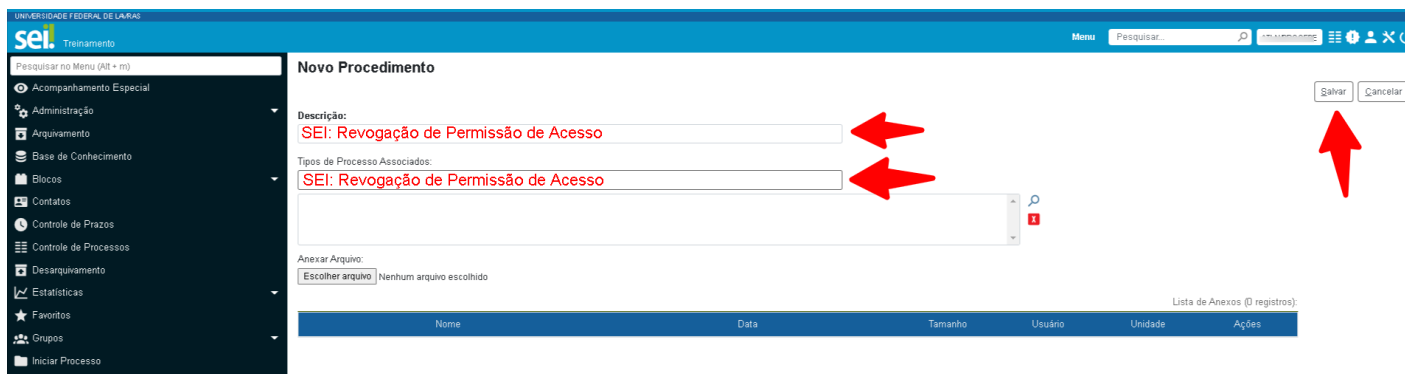 UNIVERSIDADE FEDERAL DE LAVRAS
sei! Treinamento
Menu Pesquisar...
Pesquisar no Menu (Alt + m)
Acompanhamento Especial
Administração
Arquivamento
Base de Conhecimento
Blocos
Contatos
Controle de Prazos
Controle de Processos
Desarquivamento
Estatísticas
Favoritos
Grupos
Iniciar Processo
Novo Procedimento
Salvar Cancelar
Descrição:
SEI: Revogação de Permissão de Acesso
Tipos de Processo Associados:
SEI: Revogação de Permissão de Acesso
Anexar Arquivo:
Escolher arquivo Nenhum arquivo escolhido
Lista de Anexos (0 registros):
Nome Data Tamanho Usuário Unidade Ações